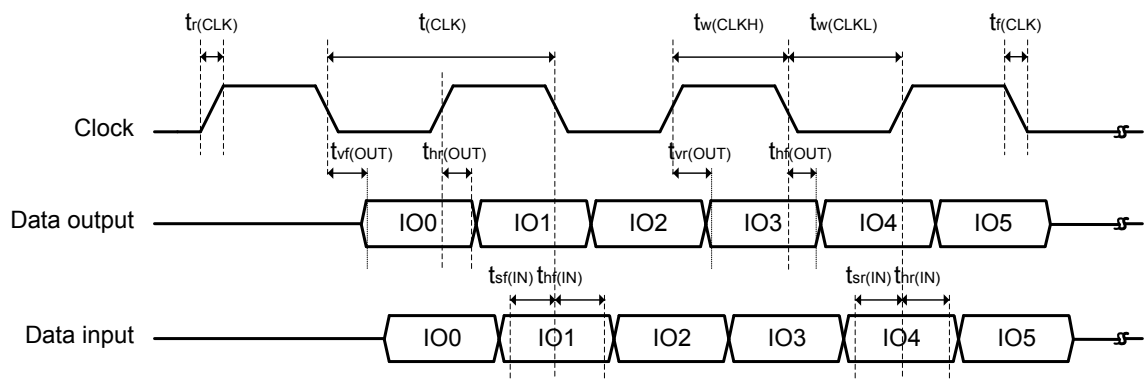 tr(CLK) t(CLK) tw(CLKH) tw(CLKL) tf(CLK)
Clock
tvf(OUT) thr(OUT) tvr(OUT) thf(OUT)
Data output IO0 IO1 IO2 IO3 IO4 IO5
tsf(IN) thf(IN) tsr(IN) thr(IN)
Data input IO0 IO1 IO2 IO3 IO4 IO5